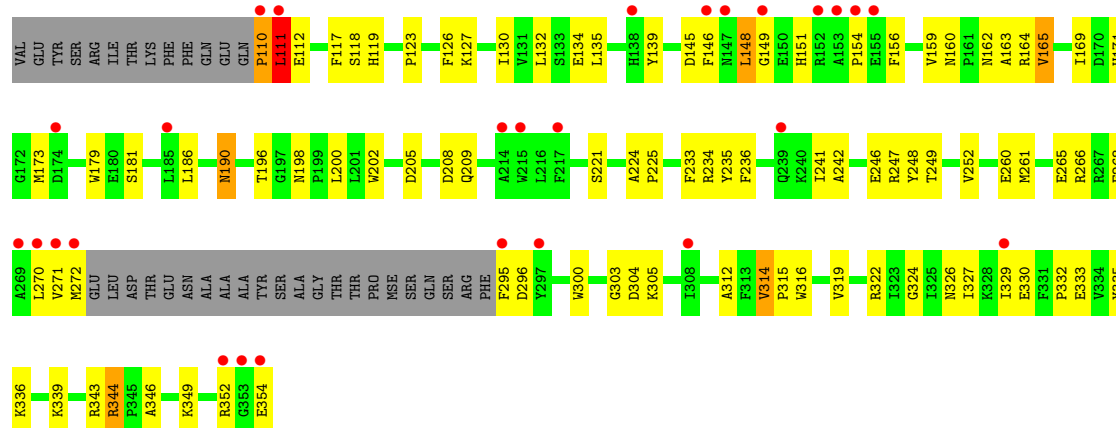 VAL GLU TYR SER ARG ILE THR LYS PHE PHE GLN GLU GLN P110 L111 E112 F117 S118 H119 P123 F126 K127 I130 V131 L132 S133 E134 L135 H138 Y139 D145 F146 N147 L148 G149 E150 H151 R152 A153 P154 E155 F156 V159 N160 P161 N162 A163 R164 V165 I169 D170
G172 M173 D174 W179 E180 S181 L185 L186 N190 T196 G197 N198 P199 L200 L201 W202 D205 D208 Q209 A214 W215 L216 F217 S221 A224 P225 F233 R234 Y235 F236 Q239 K240 I241 A242 E246 R247 Y248 T249 V252 E260 M261 E265 R266 R267
A269 L270 V271 M272 GLU LEU ASP THR GLU ASN ALA ALA ALA TYR SER ALA GLY THR THR PRO MSE SER GLN SER ARG PHE F295 D296 Y297 W300 G303 D304 K305 I308 A312 F313 V314 P315 W316 V319 R322 I323 G324 I325 N326 I327 K328 I329 E330 F331 P332 E333 V334
K336 K339 R343 R344 P345 A346 K349 R352 G353 E354